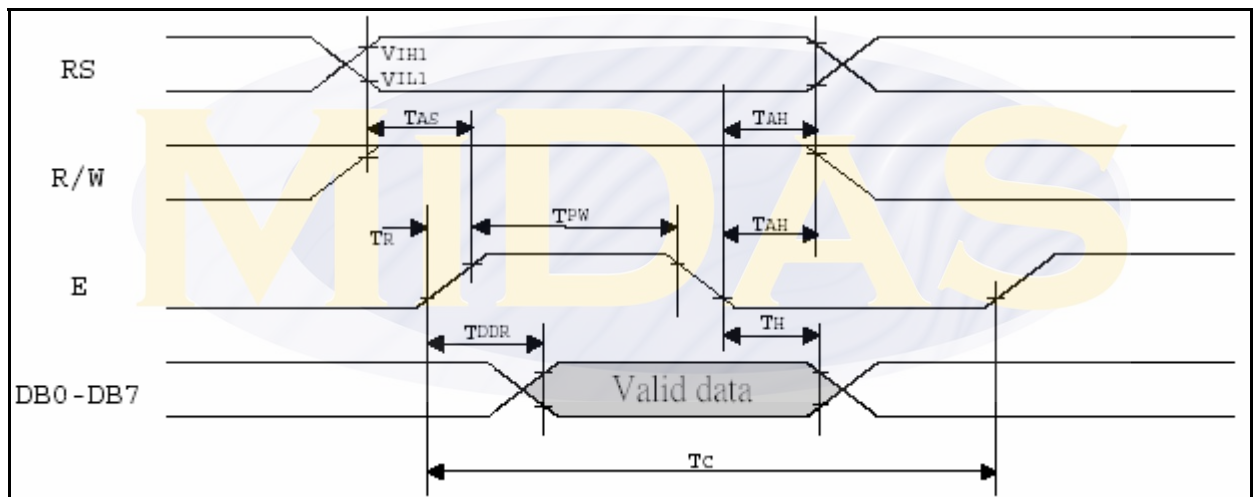 RS
VIH1
VIL1
TAS
TAH
R/W
TPW
TR
TAH
E
TDDR
TH
DB0-DB7
Valid data
TC
MIDAS